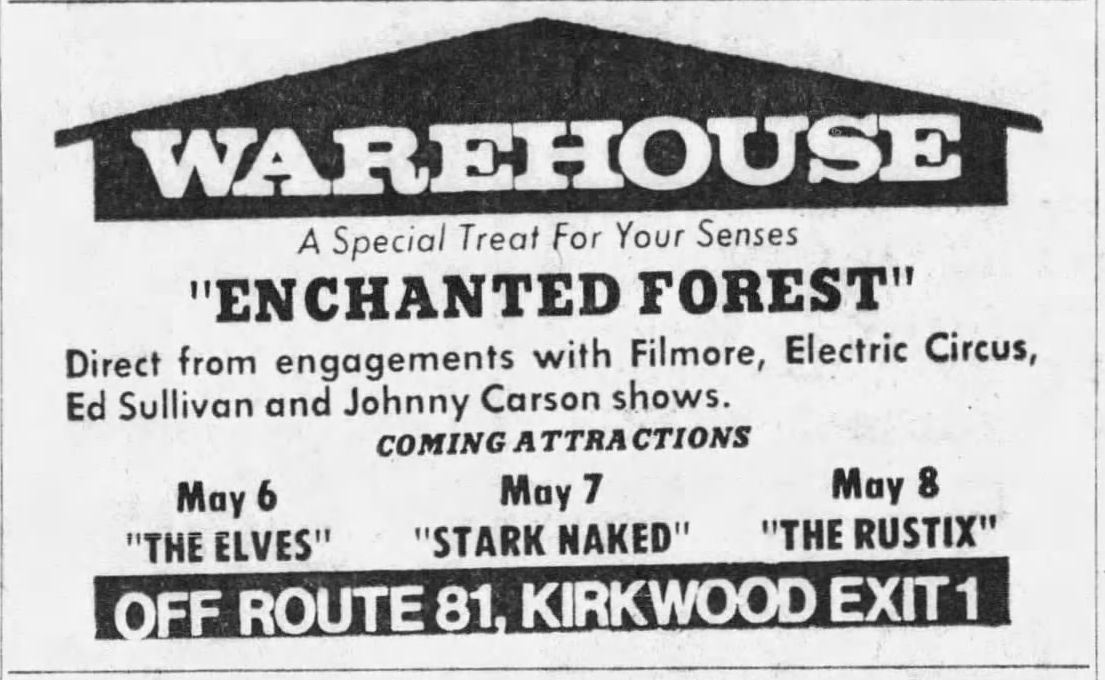 WAREHOUSE
A Special Treat For Your Senses
"ENCHANTED FOREST"
Direct from engagements with Filmore, Electric Circus,
Ed Sullivan and Johnny Carson shows.
COMING ATTRACTIONS
May 6 May 7 May 8
"THE ELVES" "STARK NAKED" "THE RUSTIX"
OFF ROUTE 81, KIRKWOOD EXIT 1